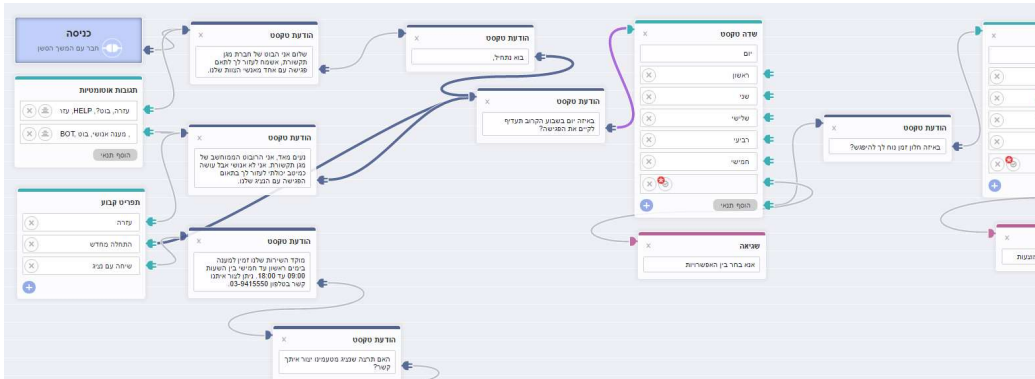 כניסה
חבר עם המשך הסשן
תגובות אוטומטיות
עזרה, בוט?, HELP, עזו
, מענה אנושי, בוט, BOT
הוסף תנאי
תפריט קבוע
עזרה
התחלה מחדש
שיחה עם נציג
הודעת טקסט
שלום אני הבוט של חברת מגן
תקשורת, אשמח לעזור לך לתאם
פגישה עם אחד מאנשי הצוות שלנו.
הודעת טקסט
נעים מאד, אני הרובוט הממוחשב של
מגן תקשורת. אני לא אנושי אבל עושה
כמיטב יכולתי לעזור לך בתאום
הפגישה עם הנציג שלנו.
הודעת טקסט
מוקד השירות שלנו זמין למענה
בימים ראשון עד חמישי בין השעות
09:00 עד 18:00. ניתן לצור איתנו
קשר בטלפון 03-9415550.
הודעת טקסט
האם תרצה שנציג מטעמינו יצור איתך
קשר?
הודעת טקסט
בוא נתחיל,
הודעת טקסט
באיזה יום בשבוע הקרוב תעדיף
לקיים את הפגישה?
שדה טקסט
יום
ראשון
שני
שלישי
רביעי
חמישי
הוסף תנאי
שגיאה
אנא בחר בין האפשרויות
הודעת טקסט
באיזה חלון זמן נוח לך להיפגש?